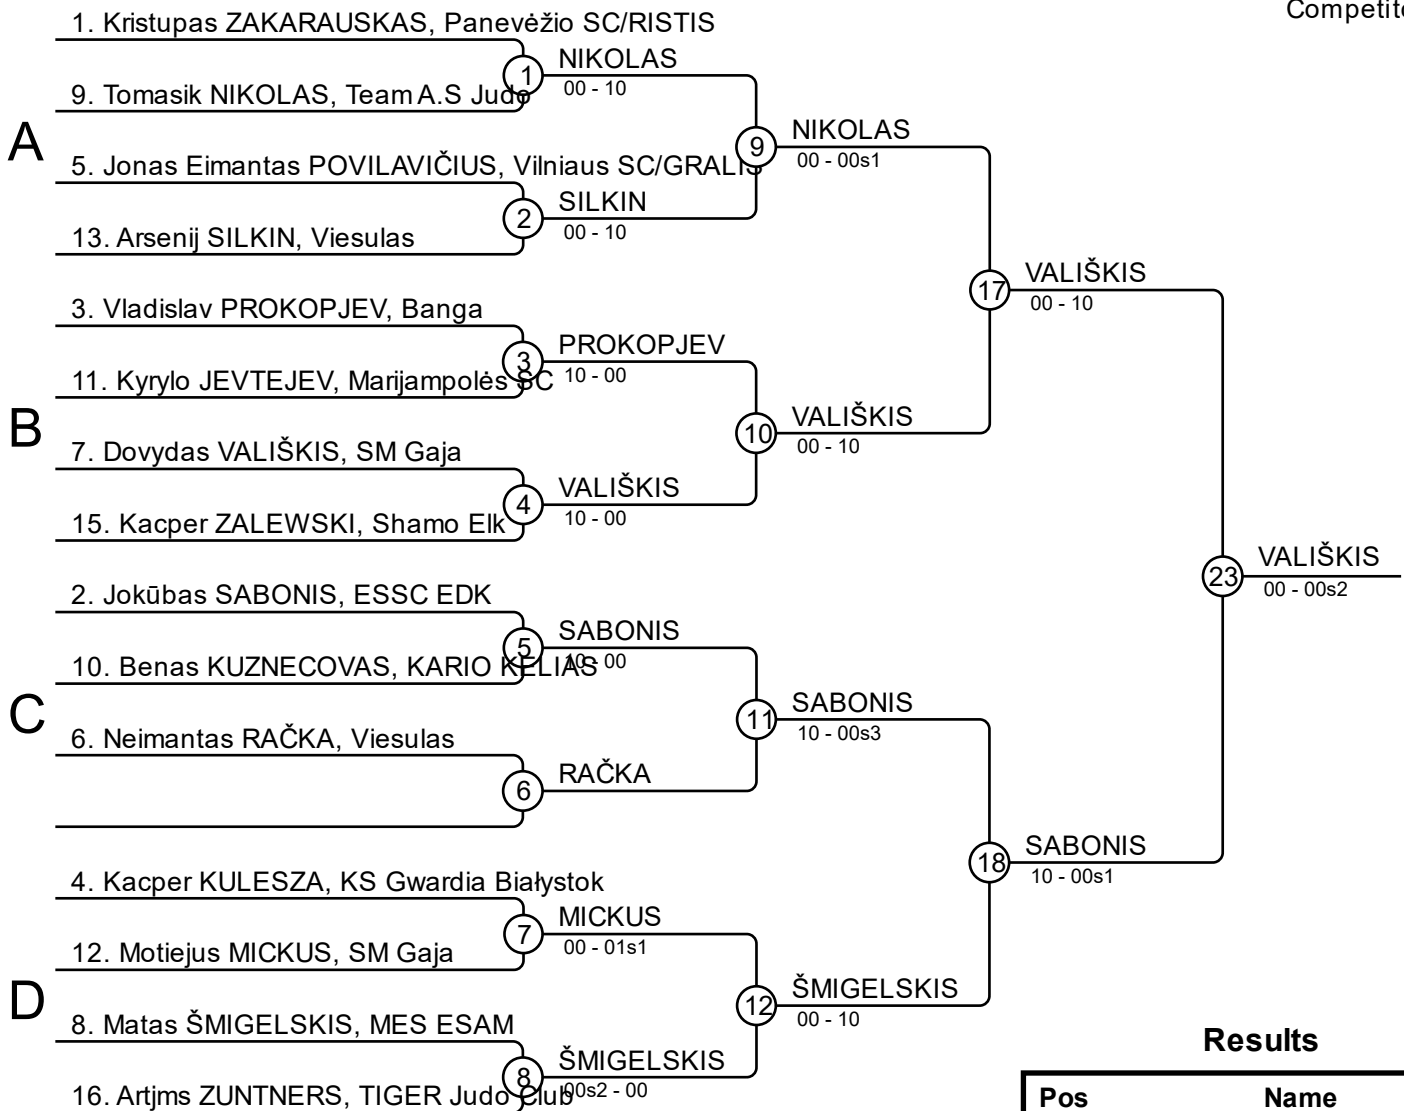 Competit
1. Kristupas ZAKARAUSKAS, Panevėžio SC/RISTIS
1
NIKOLAS
00 - 10
9. Tomasik NIKOLAS, Team A.S Judo
A
9
NIKOLAS
00 - 00s1
5. Jonas Eimantas POVILAVIČIUS, Vilniaus SC/GRALIS
2
SILKIN
00 - 10
13. Arsenij SILKIN, Viesulas
17
VALIŠKIS
00 - 10
3. Vladislav PROKOPJEV, Banga
3
PROKOPJEV
10 - 00
11. Kyrylo JEVTEJEV, Marijampolės SC
B
10
VALIŠKIS
00 - 10
7. Dovydas VALIŠKIS, SM Gaja
4
VALIŠKIS
10 - 00
15. Kacper ZALEWSKI, Shamo Elk
23
VALIŠKIS
00 - 00s2
2. Jokūbas SABONIS, ESSC EDK
5
SABONIS
10 - 00
10. Benas KUZNECOVAS, KARIO KELIAS
C
11
SABONIS
10 - 00s3
6. Neimantas RAČKA, Viesulas
6
RAČKA
18
SABONIS
10 - 00s1
4. Kacper KULESZA, KS Gwardia Białystok
7
MICKUS
00 - 01s1
12. Motiejus MICKUS, SM Gaja
D
12
ŠMIGELSKIS
00 - 10
8. Matas ŠMIGELSKIS, MES ESAM
8
ŠMIGELSKIS
00s2 - 00
16. Artjms ZUNTNERS, TIGER Judo Club
Results
Pos Name